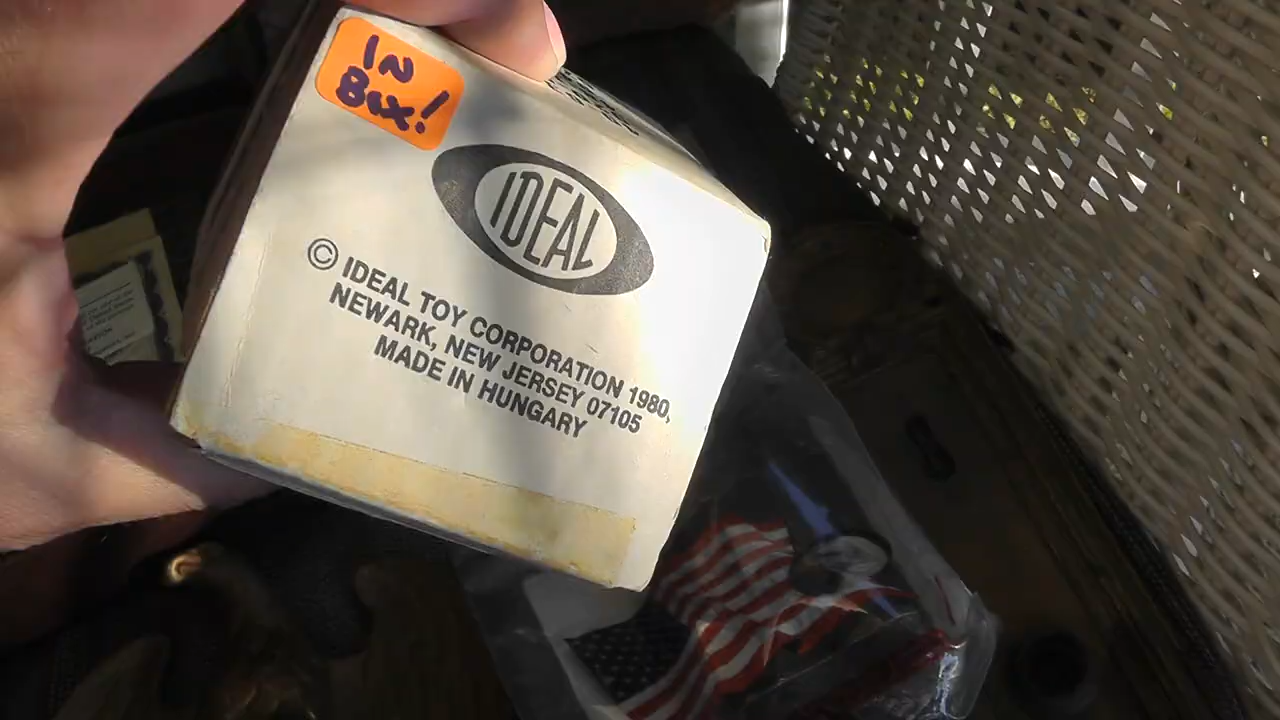 IN
Box!
IDEAL
© IDEAL TOY CORPORATION 1980,
NEWARK, NEW JERSEY 07105
MADE IN HUNGARY